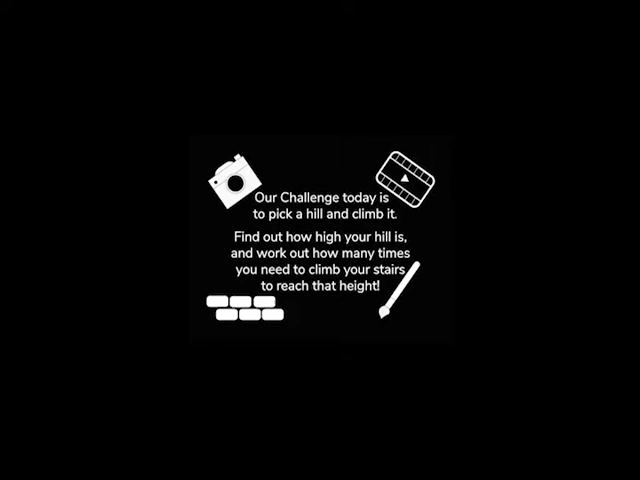 Our Challenge today is
to pick a hill and climb it.
Find out how high your hill is,
and work out how many times
you need to climb your stairs
to reach that height!